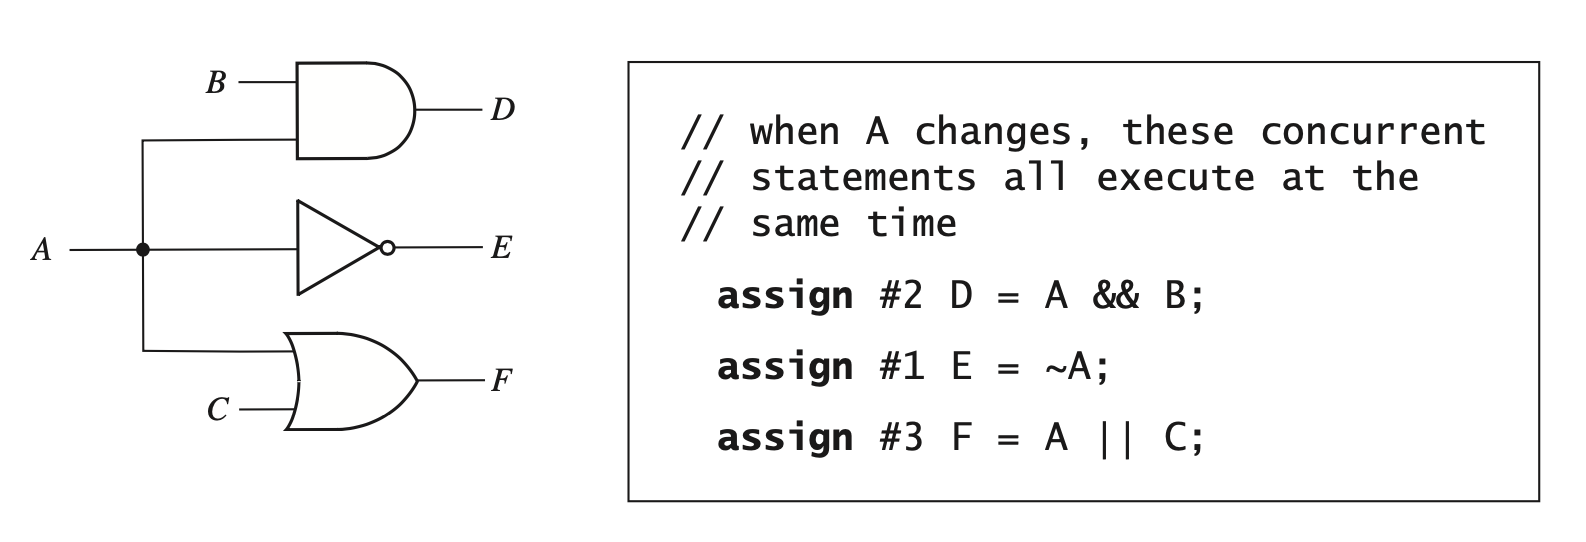 B
D
A
E
C
F
// when A changes, these concurrent
// statements all execute at the
// same time
assign #2 D = A && B;
assign #1 E = ~A;
assign #3 F = A || C;